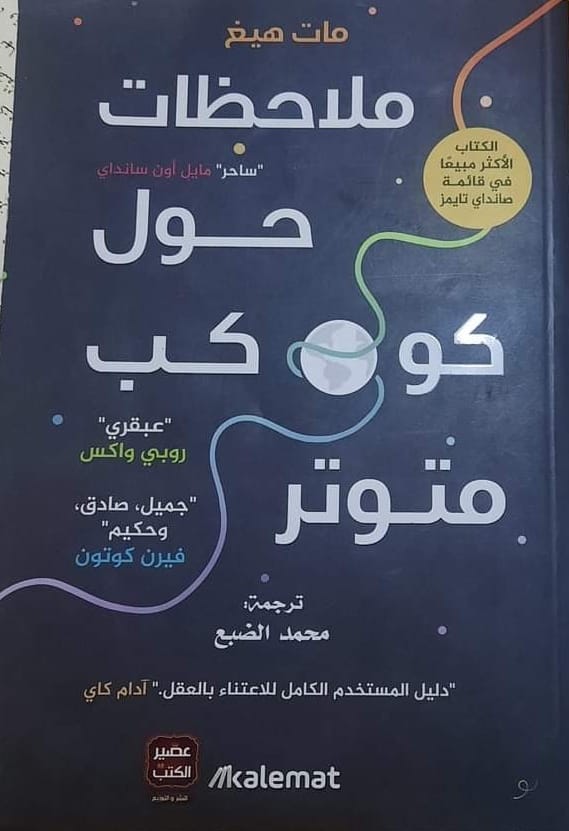 مات هيغ
ملاحظات
الكتاب
الأكثر مبيعًا
في قائمة
صانداي تايمز
"ساحر" مايل أون سانداي
حول
كوكب
"عبقري"
روبي واكس
متوتر
"جميل، صادق،
وحكيم"
فيرن كوتون
ترجمة:
محمد الضبع
"دليل المستخدم الكامل للاعتناء بالعقل." آدام كاي
عصير
الكتب
للنشر والتوزيع
kalemat